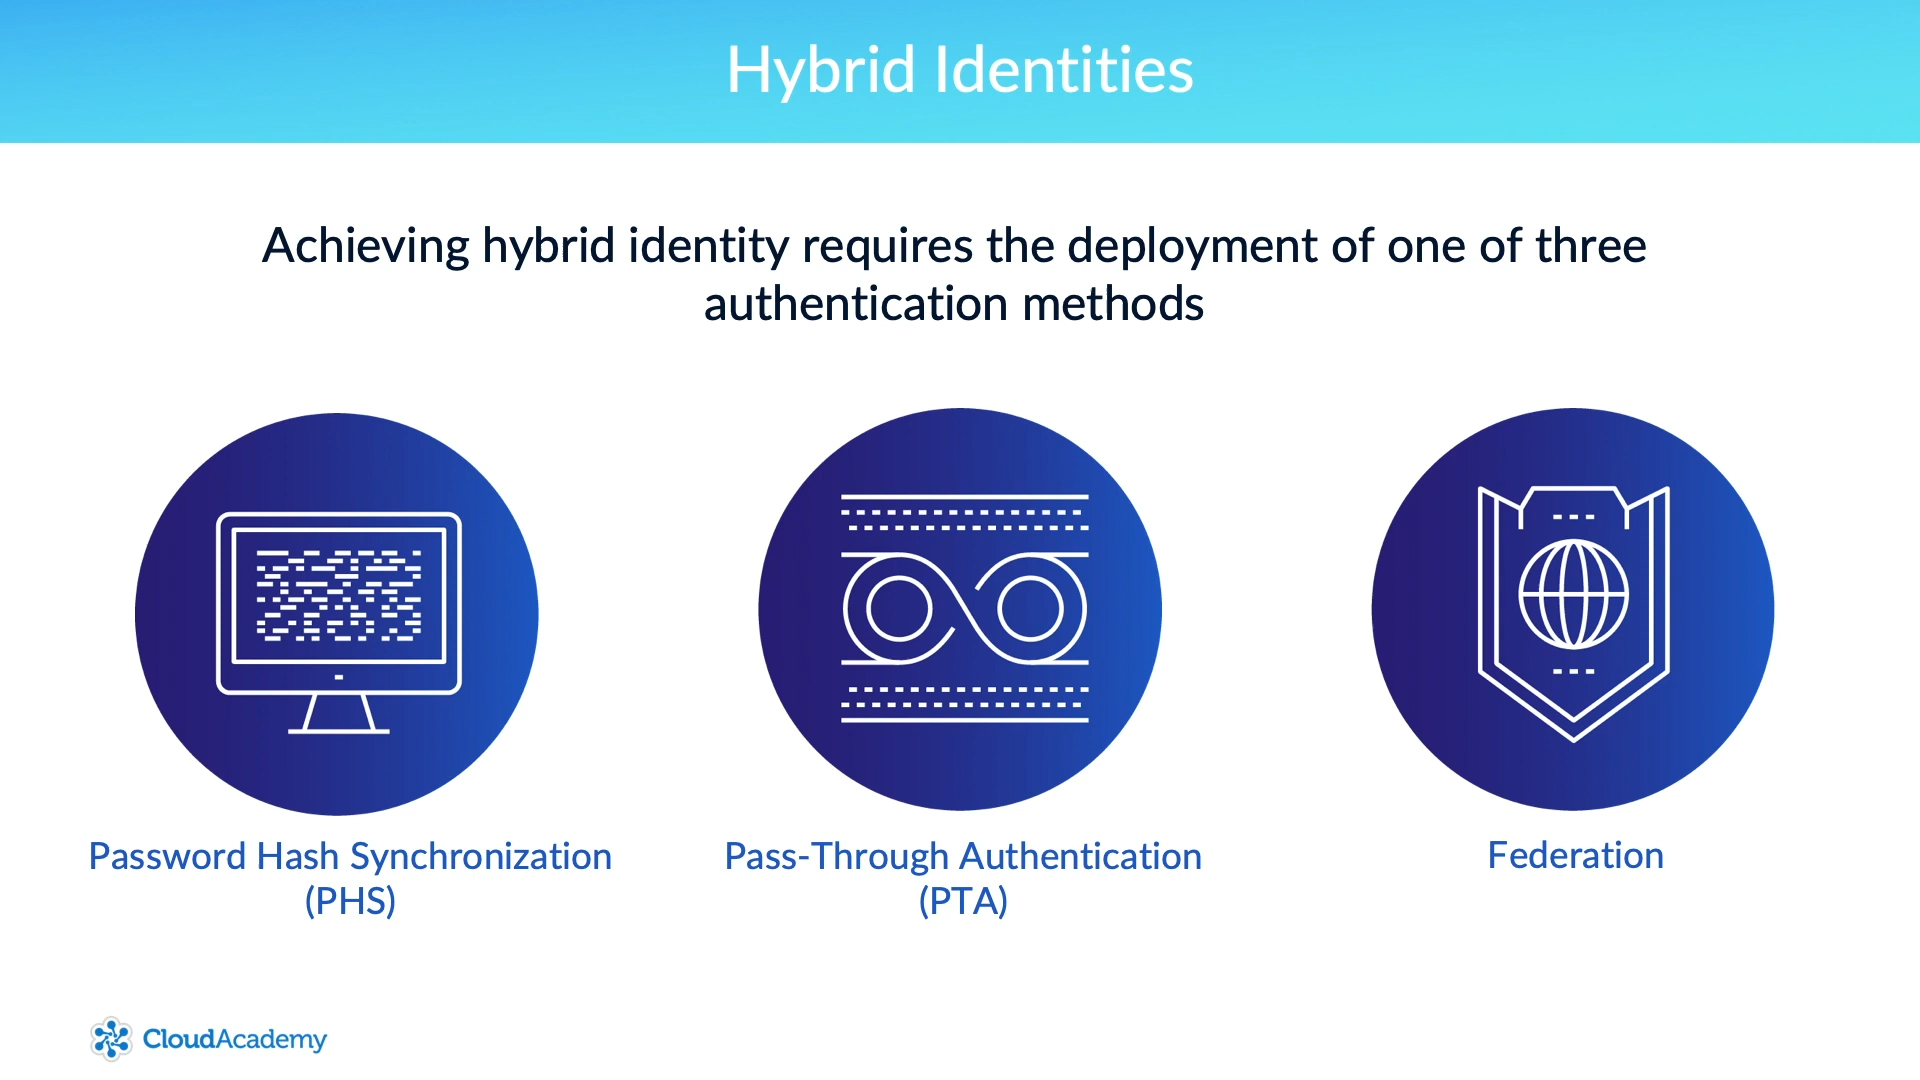 Hybrid Identities
Achieving hybrid identity requires the deployment of one of three
authentication methods
Password Hash Synchronization
(PHS)
Pass-Through Authentication
(PTA)
Federation
CloudAcademy